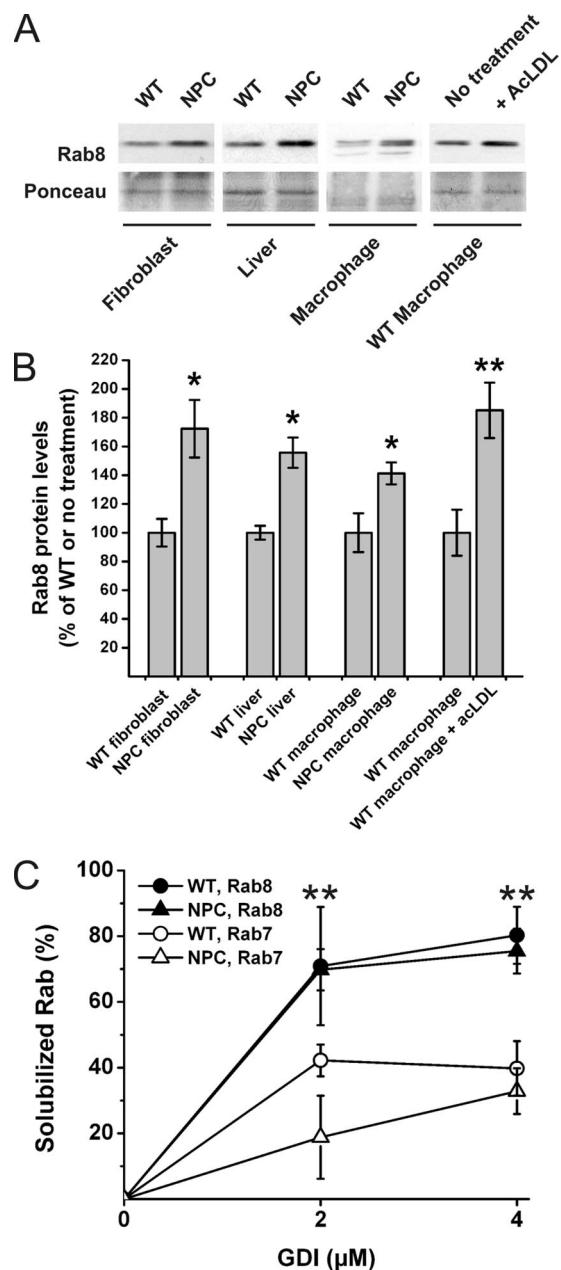 A
WT
NPC
WT
NPC
WT
NPC
No treatment
+ AcLDL
Rab8
Ponceau
Fibroblast
Liver
Macrophage
WT Macrophage
B
Rab8 protein levels
(% of WT or no treatment)
220
200
180
160
140
120
100
80
60
40
20
*
*
*
**
WT fibroblast
NPC fibroblast
WT liver
NPC liver
WT macrophage
NPC macrophage
WT macrophage
WT macrophage + acLDL
C
Solubilized Rab (%)
100
80
60
40
20
WT, Rab8
NPC, Rab8
WT, Rab7
NPC, Rab7
**
**
0
2
4
GDI (µM)